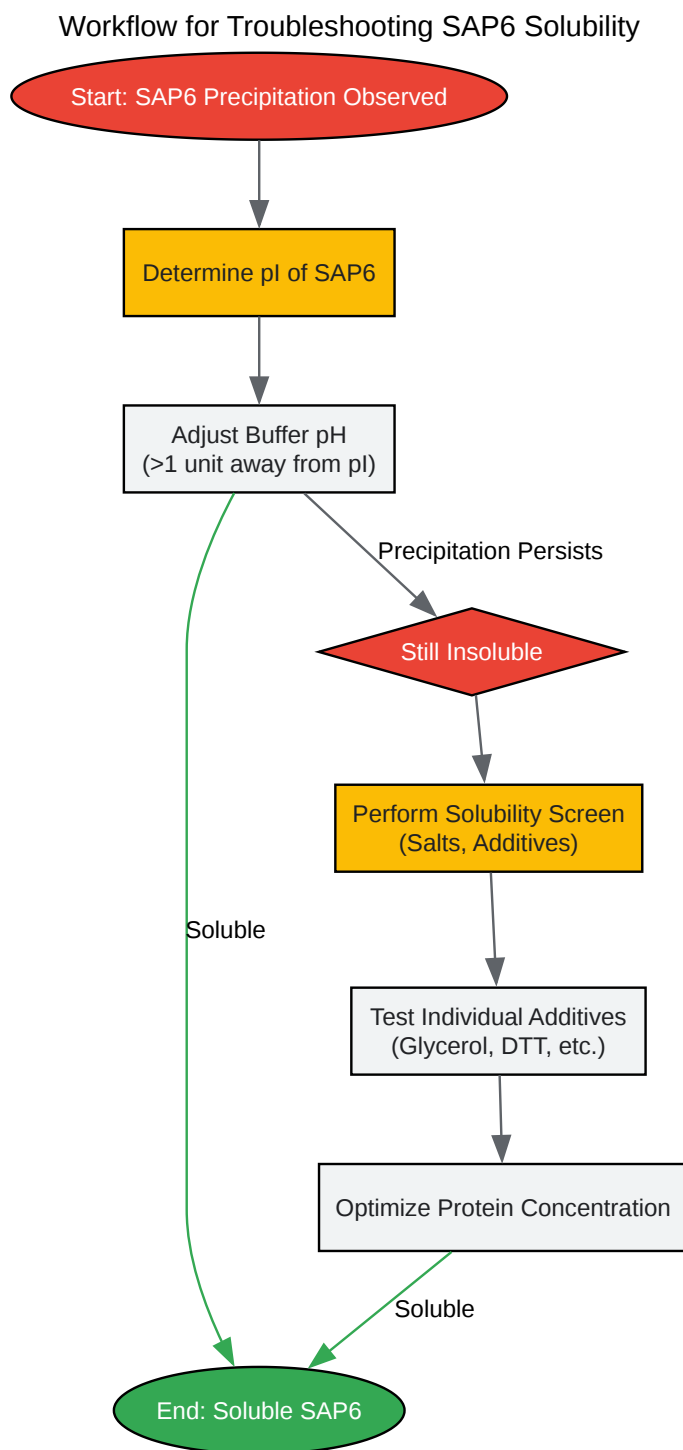 Workflow for Troubleshooting SAP6 Solubility
Start: SAP6 Precipitation Observed
Determine pI of SAP6
Adjust Buffer pH
(>1 unit away from pI)
Precipitation Persists
Still Insoluble
Perform Solubility Screen
(Salts, Additives)
Soluble
Test Individual Additives
(Glycerol, DTT, etc.)
Optimize Protein Concentration
Soluble
End: Soluble SAP6